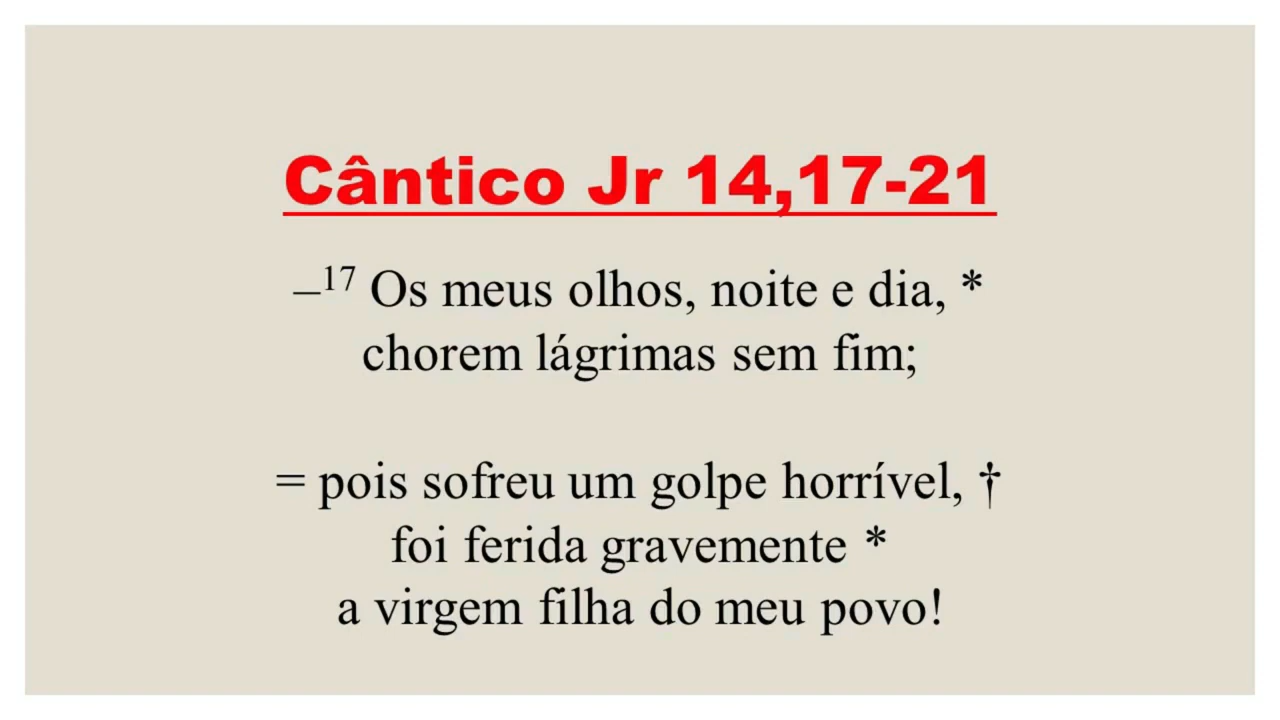 Cântico Jr 14,17-21
–17 Os meus olhos, noite e dia, *
chorem lágrimas sem fim;
= pois sofreu um golpe horrível, †
foi ferida gravemente *
a virgem filha do meu povo!